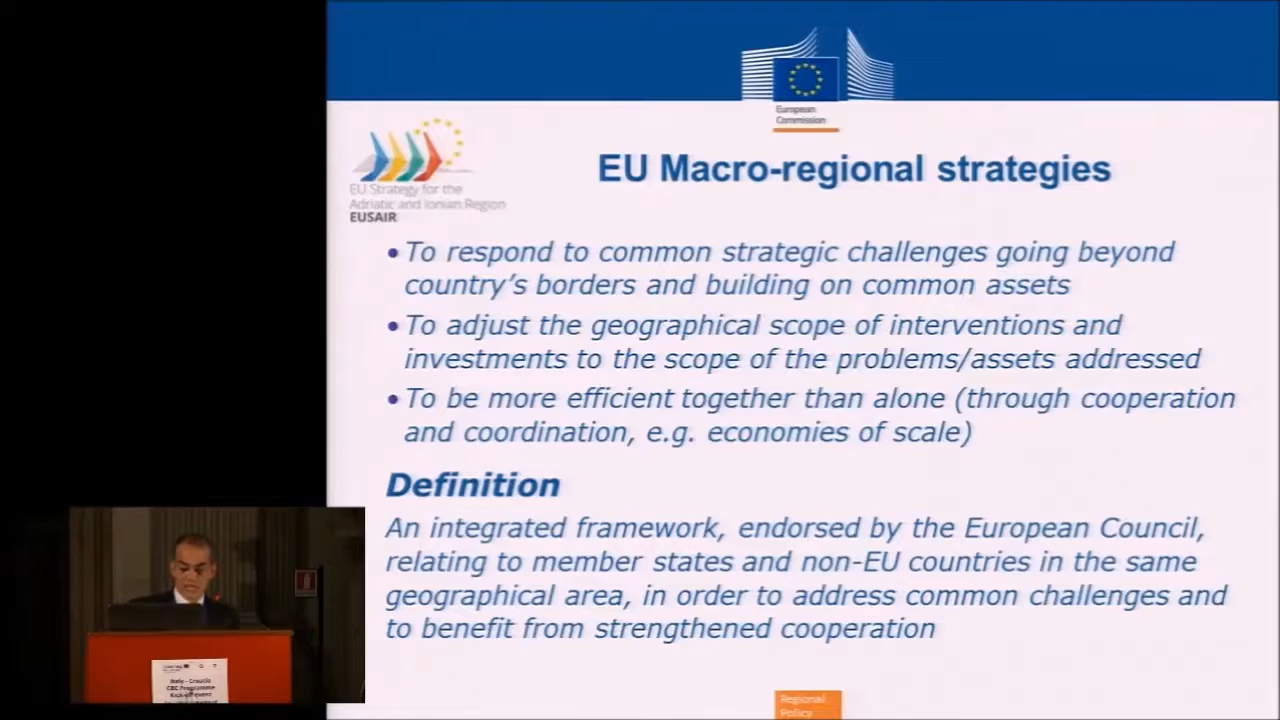 European
Commission
EU Strategy for the
Adriatic and Ionian Region
EUSAIR
EU Macro-regional strategies
•To respond to common strategic challenges going beyond
country's borders and building on common assets
•To adjust the geographical scope of interventions and
investments to the scope of the problems/assets addressed
•To be more efficient together than alone (through cooperation
and coordination, e.g. economies of scale)
Definition
An integrated framework, endorsed by the European Council,
relating to member states and non-EU countries in the same
geographical area, in order to address common challenges and
to benefit from strengthened cooperation
Regional
Policy
Italy - Croatia
CBC Programme
Kick-off event